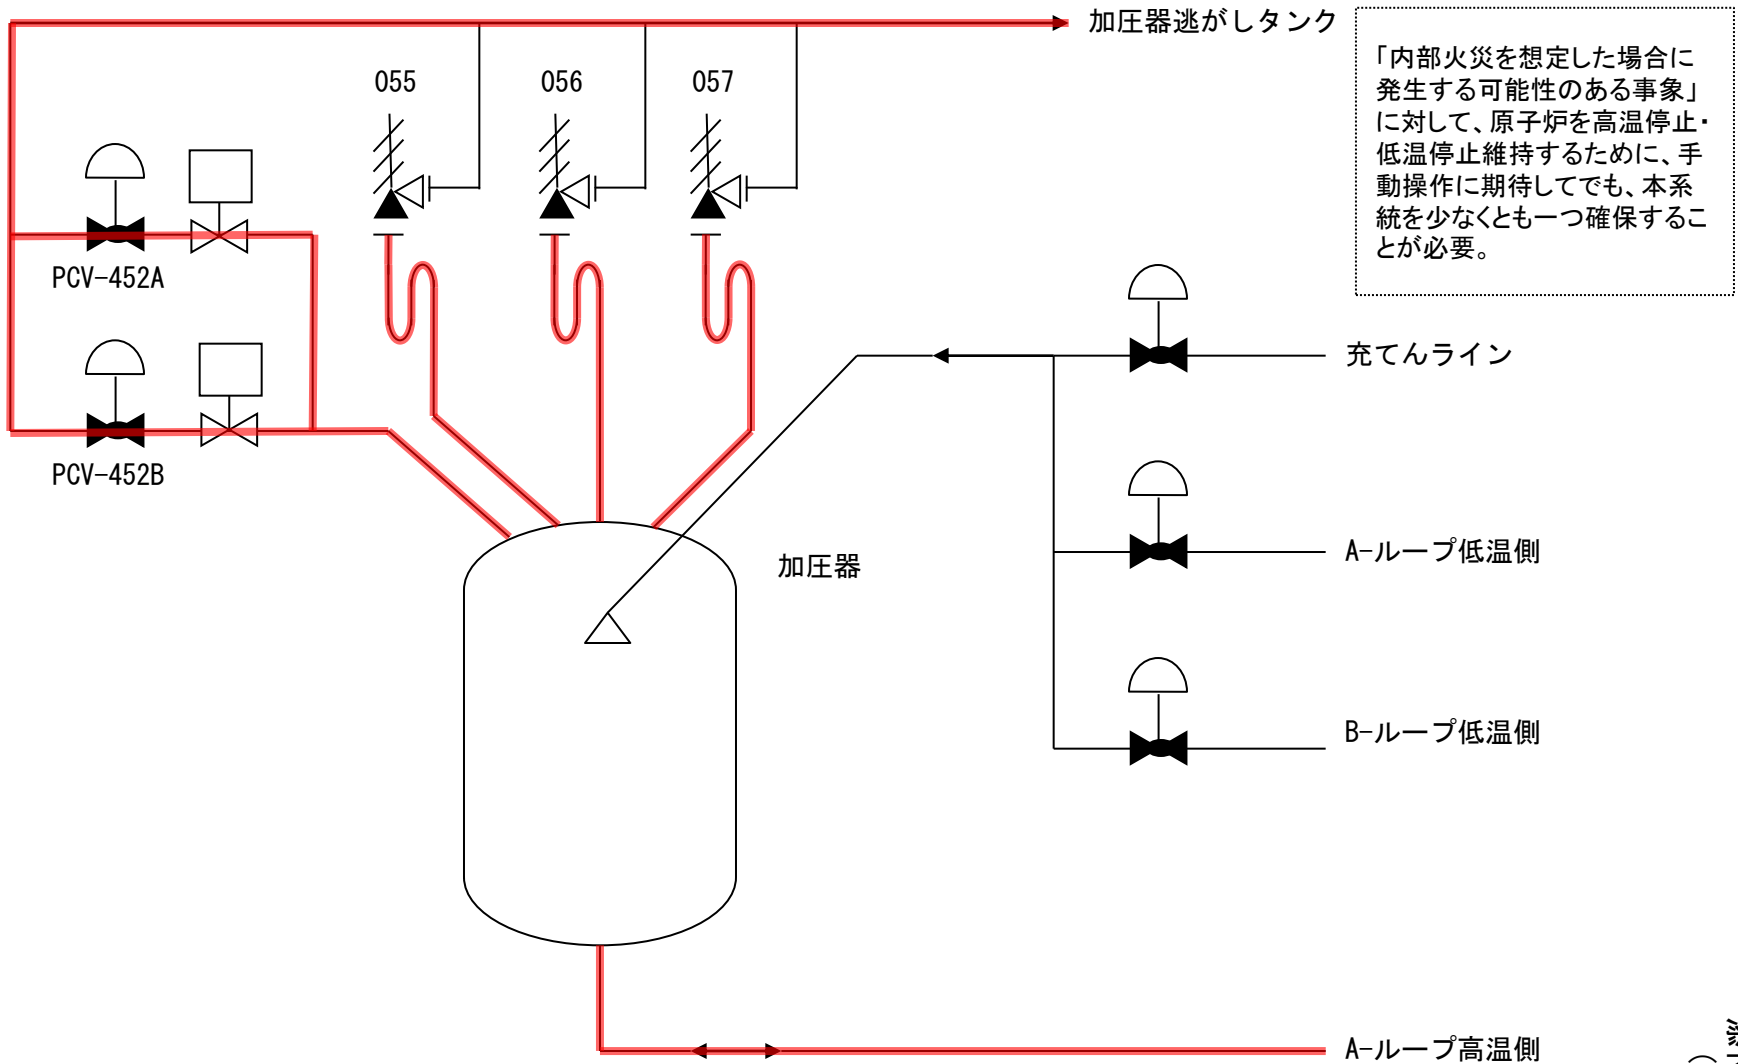 加圧器逃がしタンク
「内部火災を想定した場合に
発生する可能性のある事象」
に対して、原子炉を高温停止・
低温停止維持するために、手
動操作に期待してでも、本系
統を少なくとも一つ確保するこ
とが必要。
055
056
057
PCV-452A
PCV-452B
充てんライン
A-ループ低温側
加圧器
B-ループ低温側
A-ループ高温側